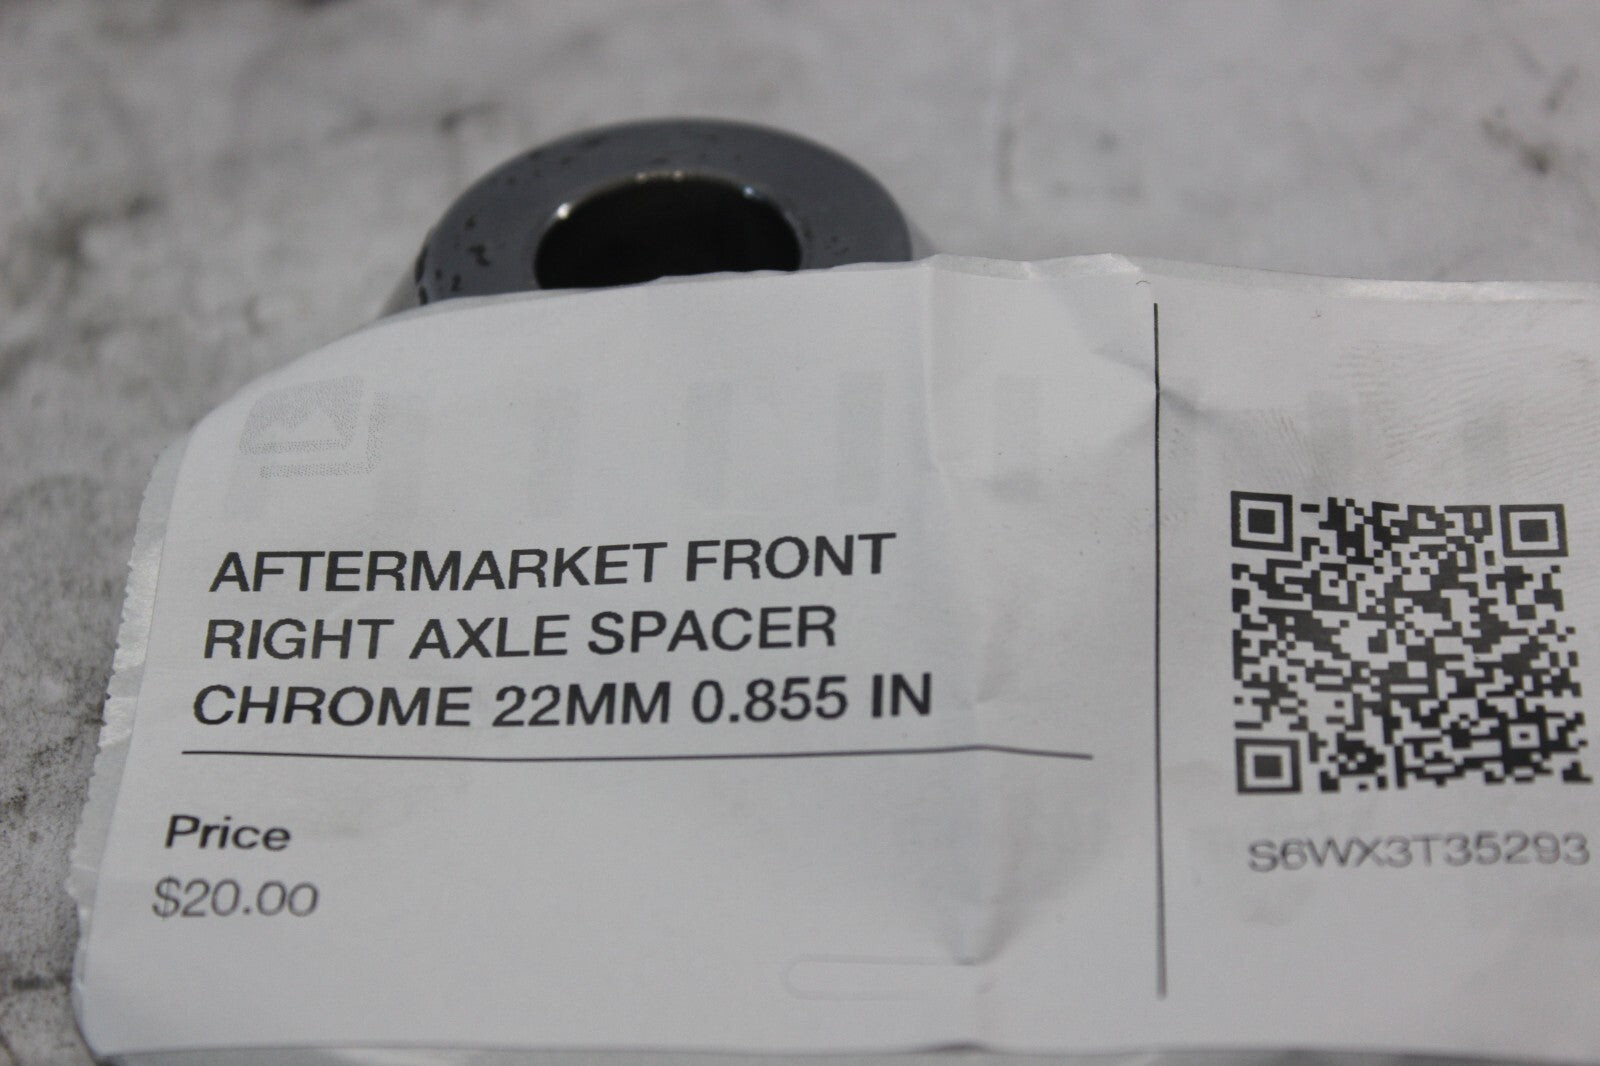 AFTERMARKET FRONT
RIGHT AXLE SPACER
CHROME 22MM 0.855 IN
Price
$20.00
S6WX3T35293